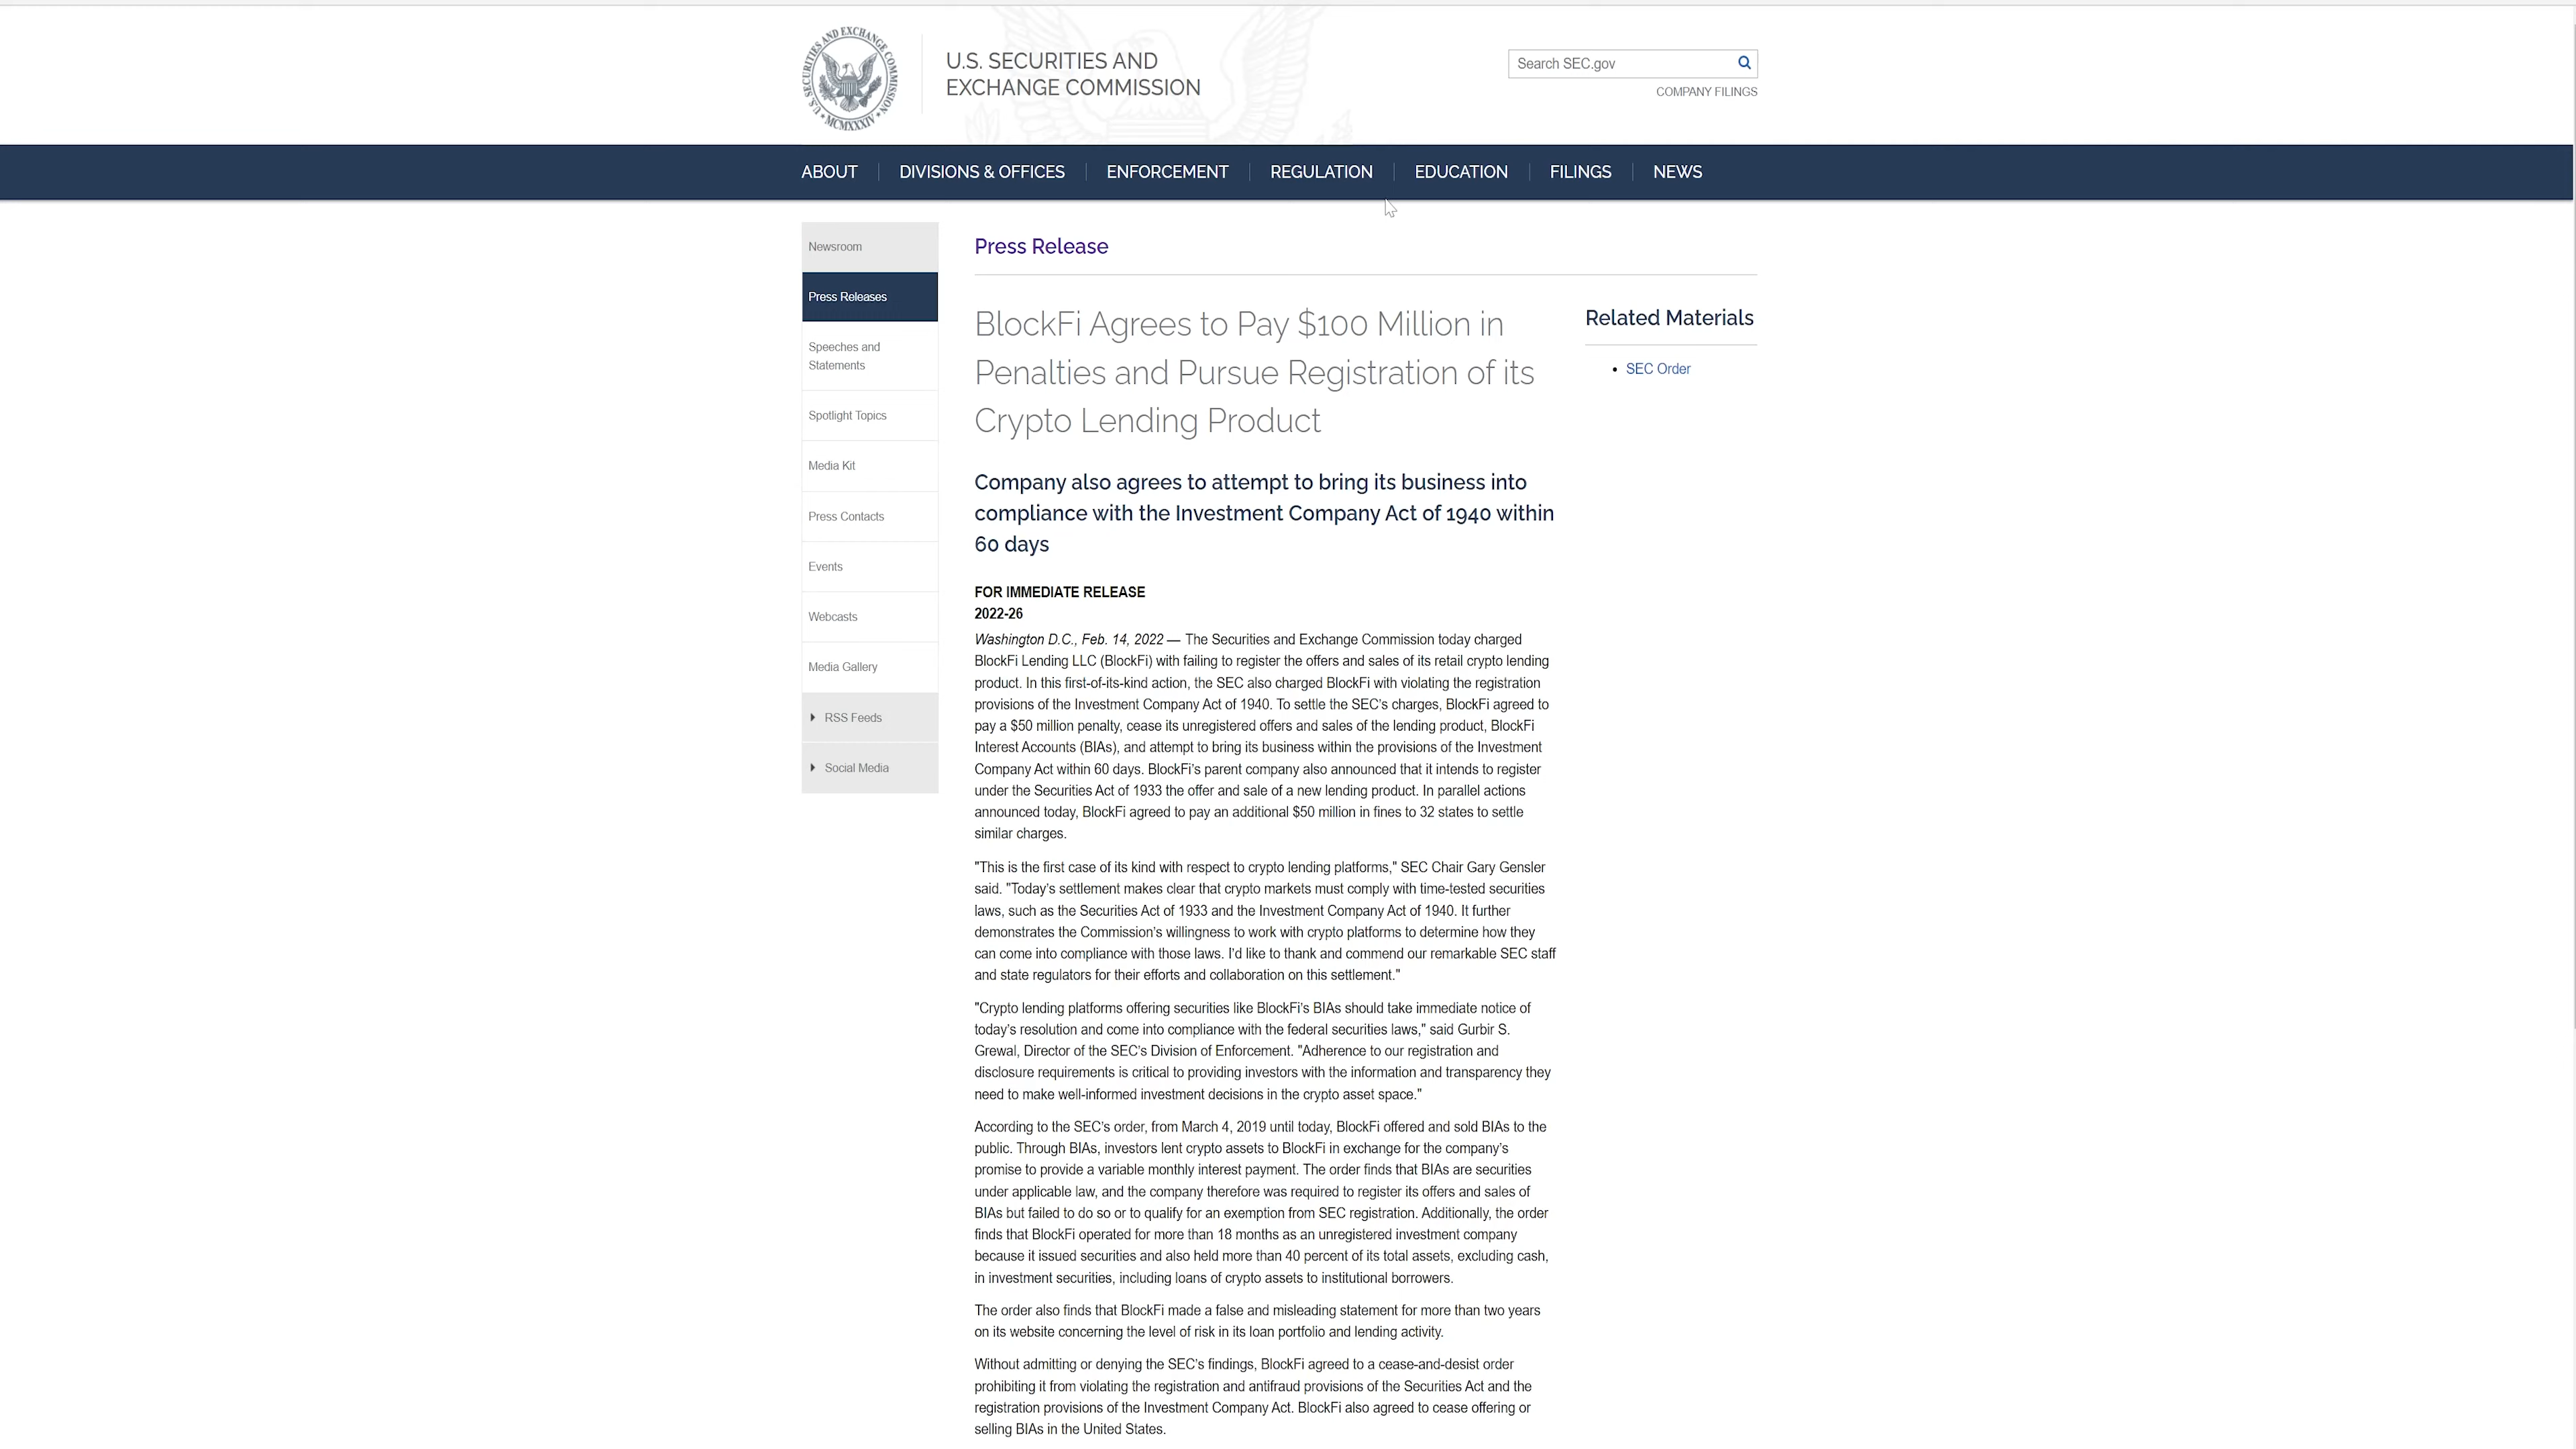 U.S. SECURITIES AND EXCHANGE COMMISSION
MCMXXXIV
U.S. SECURITIES AND
EXCHANGE COMMISSION
Search SEC.gov
COMPANY FILINGS
ABOUT
DIVISIONS & OFFICES
ENFORCEMENT
REGULATION
EDUCATION
FILINGS
NEWS
Newsroom
Press Releases
Speeches and
Statements
Spotlight Topics
Media Kit
Press Contacts
Events
Webcasts
Media Gallery
RSS Feeds
Social Media
Press Release
BlockFi Agrees to Pay $100 Million in
Penalties and Pursue Registration of its
Crypto Lending Product
Company also agrees to attempt to bring its business into
compliance with the Investment Company Act of 1940 within
60 days
FOR IMMEDIATE RELEASE
2022-26
Washington D.C., Feb. 14, 2022 — The Securities and Exchange Commission today charged
BlockFi Lending LLC (BlockFi) with failing to register the offers and sales of its retail crypto lending
product. In this first-of-its-kind action, the SEC also charged BlockFi with violating the registration
provisions of the Investment Company Act of 1940. To settle the SEC's charges, BlockFi agreed to
pay a $50 million penalty, cease its unregistered offers and sales of the lending product, BlockFi
Interest Accounts (BIAs), and attempt to bring its business within the provisions of the Investment
Company Act within 60 days. BlockFi's parent company also announced that it intends to register
under the Securities Act of 1933 the offer and sale of a new lending product. In parallel actions
announced today, BlockFi agreed to pay an additional $50 million in fines to 32 states to settle
similar charges.
"This is the first case of its kind with respect to crypto lending platforms," SEC Chair Gary Gensler
said. "Today's settlement makes clear that crypto markets must comply with time-tested securities
laws, such as the Securities Act of 1933 and the Investment Company Act of 1940. It further
demonstrates the Commission's willingness to work with crypto platforms to determine how they
can come into compliance with those laws. I'd like to thank and commend our remarkable SEC staff
and state regulators for their efforts and collaboration on this settlement."
"Crypto lending platforms offering securities like BlockFi's BIAs should take immediate notice of
today's resolution and come into compliance with the federal securities laws," said Gurbir S.
Grewal, Director of the SEC's Division of Enforcement. "Adherence to our registration and
disclosure requirements is critical to providing investors with the information and transparency they
need to make well-informed investment decisions in the crypto asset space."
According to the SEC's order, from March 4, 2019 until today, BlockFi offered and sold BIAs to the
public. Through BIAs, investors lent crypto assets to BlockFi in exchange for the company's
promise to provide a variable monthly interest payment. The order finds that BIAs are securities
under applicable law, and the company therefore was required to register its offers and sales of
BIAs but failed to do so or to qualify for an exemption from SEC registration. Additionally, the order
finds that BlockFi operated for more than 18 months as an unregistered investment company
because it issued securities and also held more than 40 percent of its total assets, excluding cash,
in investment securities, including loans of crypto assets to institutional borrowers.
The order also finds that BlockFi made a false and misleading statement for more than two years
on its website concerning the level of risk in its loan portfolio and lending activity.
Without admitting or denying the SEC's findings, BlockFi agreed to a cease-and-desist order
prohibiting it from violating the registration and antifraud provisions of the Securities Act and the
registration provisions of the Investment Company Act. BlockFi also agreed to cease offering or
selling BIAs in the United States.
Related Materials
SEC Order